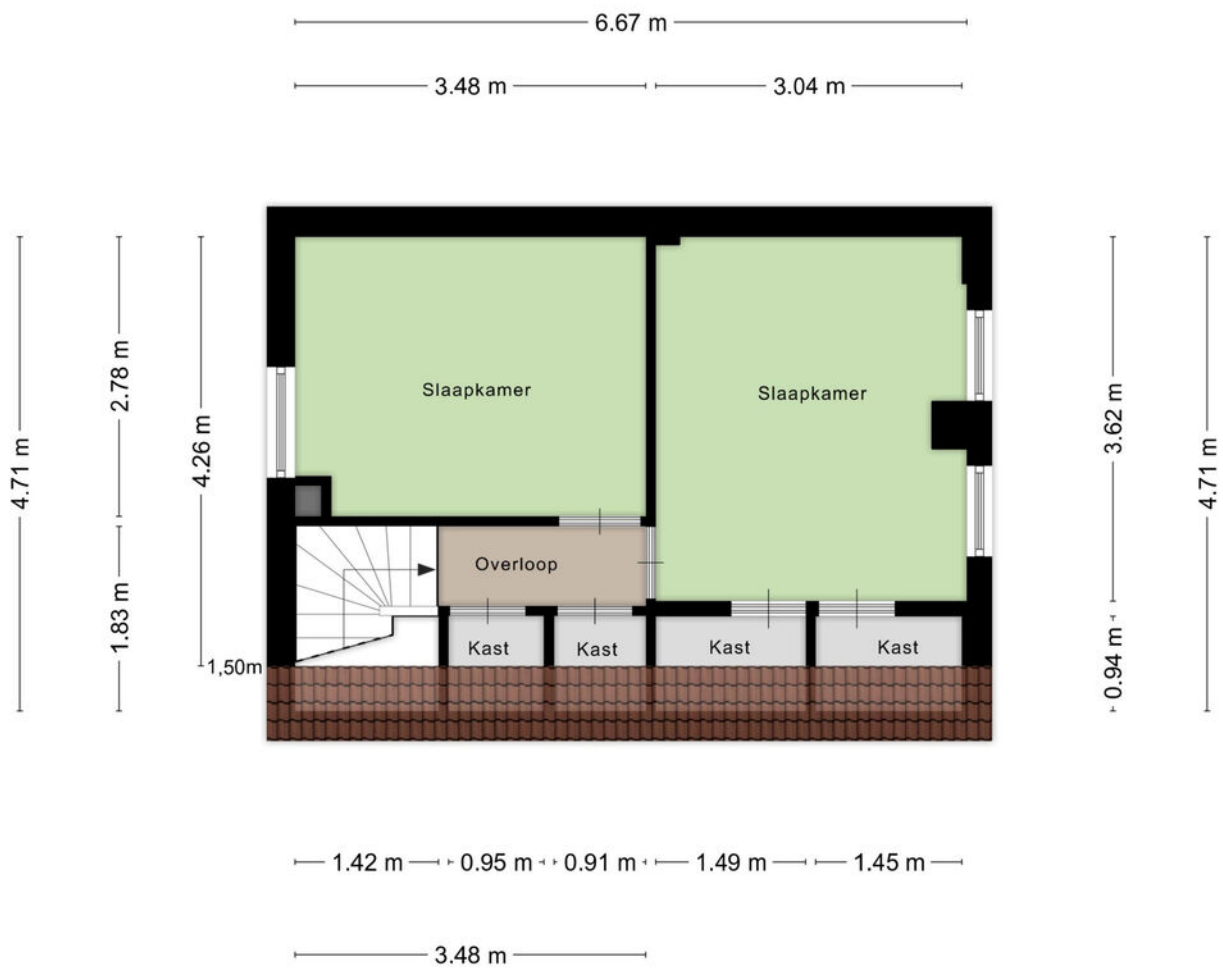 6.67 m
3.48 m
3.04 m
Slaapkamer
Slaapkamer
2.78 m
4.26 m
3.62 m
4.71 m
4.71 m
Overloop
1.83 m
Kast
Kast
Kast
Kast
0.94 m
1,50m
1.42 m
0.95 m
0.91 m
1.49 m
1.45 m
3.48 m